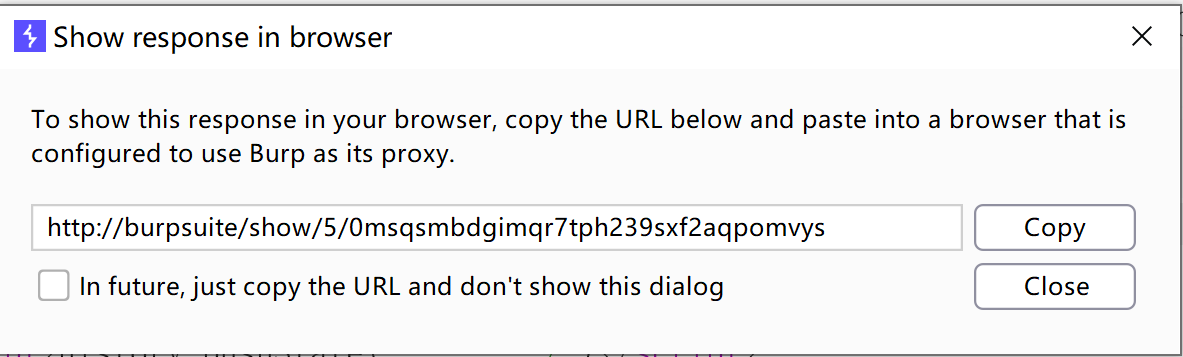 Show response in browser
To show this response in your browser, copy the URL below and paste into a browser that is
configured to use Burp as its proxy.
http://burpsuite/show/5/0msqsmbdgimqr7tph239sxf2aqpomvys
Copy
In future, just copy the URL and don't show this dialog
Close